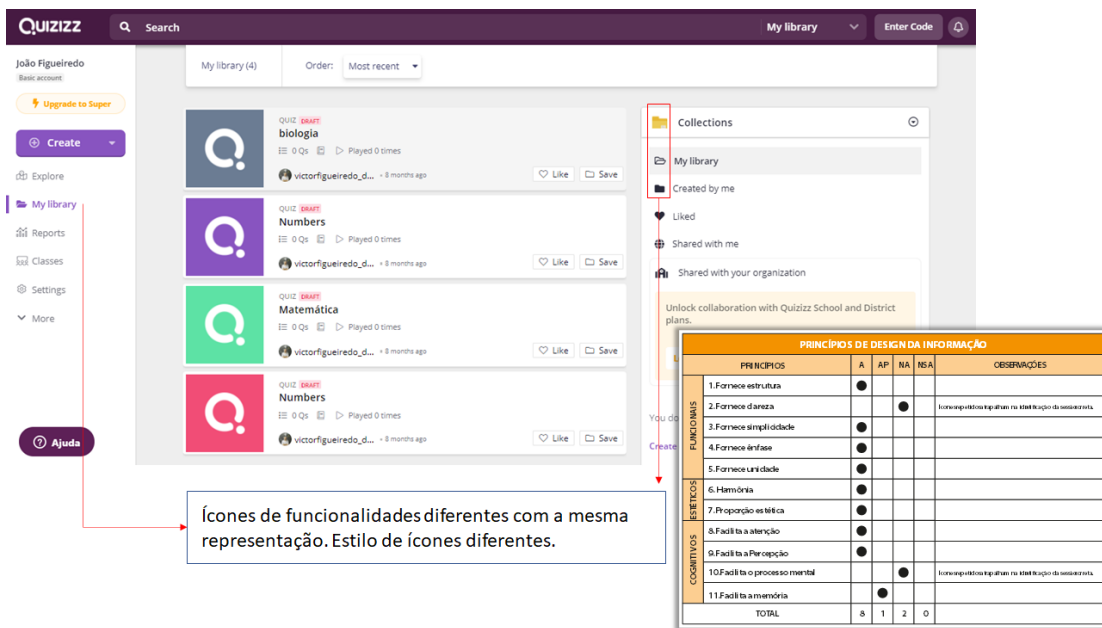 QUIZIZZ
Search
My library
Enter Code
João Figueiredo
Basic account
Upgrade to Super
Create
Explore
My library
Reports
Classes
Settings
More
Ajuda
My library (4)
Order: Most recent
QUIZ DRAFT
biologia
0 Qs Played 0 times
victorfigueiredo_d... • 8 months ago
Like Save
QUIZ DRAFT
Numbers
0 Qs Played 0 times
victorfigueiredo_d... • 8 months ago
Like Save
QUIZ DRAFT
Matemática
0 Qs Played 0 times
victorfigueiredo_d... • 8 months ago
Like Save
QUIZ DRAFT
Numbers
0 Qs Played 0 times
victorfigueiredo_d... • 8 months ago
Like Save
Collections
My library
Created by me
Liked
Shared with me
Shared with your organization
Unlock collaboration with Quizizz School and District
plans.
You do
Create
Ícones de funcionalidades diferentes com a mesma
representação. Estilo de ícones diferentes.
PRINCÍPIOS DE DESIGN DA INFORMAÇÃO
PRINCÍPIOS A AP NA NSA OBSERVAÇÕES
FUNCIONAIS
1.Fornece estrutura
2.Fornece clareza
3.Fornece simplicidade
4.Fornece ênfase
5.Fornece unidade
ESTÉTICOS
6.Harmônia
7.Proporção estética
COGNITIVOS
8.Facilita a atenção
9.Facilita a Percepção
10.Facilita o processo mental
11.Facilita a memória
TOTAL 8 1 2 0